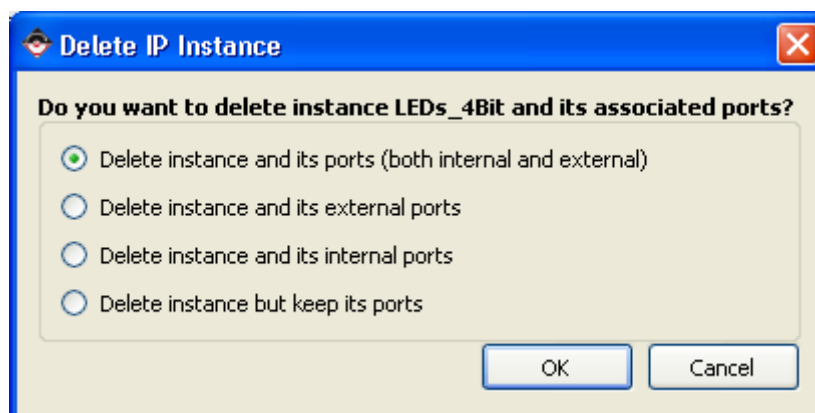 Delete IP Instance
Do you want to delete instance LEDs_4Bit and its associated ports?
Delete instance and its ports (both internal and external)
Delete instance and its external ports
Delete instance and its internal ports
Delete instance but keep its ports
OK
Cancel